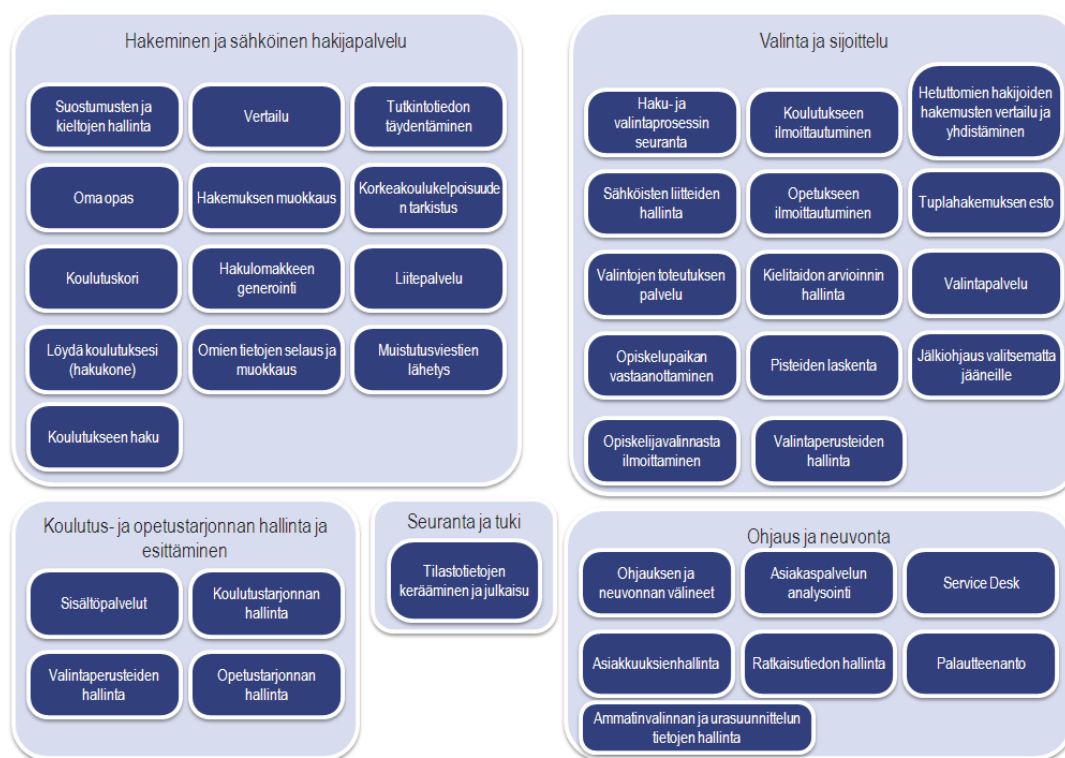 Hakeminen ja sähköinen hakijapalvelu
Suostumusten ja
kieltojen hallinta
Vertailu
Tutkintotiedon
täydentäminen
Oma opas
Hakemuksen muokkaus
Korkeakoulukelpoisuude
n tarkistus
Koulutuskori
Hakulomakkeen
generointi
Liitepalvelu
Löydä koulutuksesi
(hakukone)
Omien tietojen selaus ja
muokkaus
Muistutusviestien
lähetys
Koulutukseen haku
Valinta ja sijoittelu
Haku- ja
valintaprosessin
seuranta
Koulutukseen
ilmoittautuminen
Hetuttomien hakijoiden
hakemusten vertailu ja
yhdistäminen
Sähköisten liitteiden
hallinta
Opetukseen
ilmoittautuminen
Tuplahakemuksen esto
Valintojen toteutuksen
palvelu
Kielitaidon arvioinnin
hallinta
Valintapalvelu
Opiskelupaikan
vastaanottaminen
Pisteiden laskenta
Jälkiohjaus valitsematta
jääneille
Opiskelijavalinnasta
ilmoittaminen
Valintaperusteiden
hallinta
Koulutus- ja opetustarjonnan hallinta ja
esittäminen
Sisältöpalvelut
Koulutustarjonnan
hallinta
Valintaperusteiden
hallinta
Opetustarjonnan
hallinta
Seuranta ja tuki
Tilastotietojen
kerääminen ja julkaisu
Ohjaus ja neuvonta
Ohjauksen ja
neuvonnan välineet
Asiakaspalvelun
analysointi
Service Desk
Asiakkuuksienhallinta
Ratkaisutiedon hallinta
Palautteenanto
Ammatinvalinnan ja urasuunnittelun
tietojen hallinta